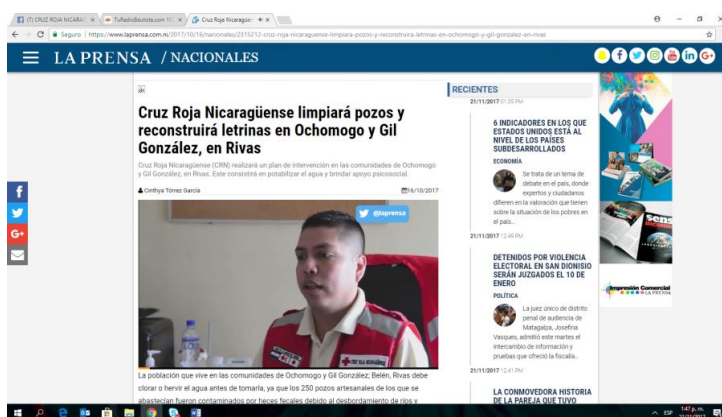 (7) CRUZ ROJA NICARAG
TuRadioBautista.com
Cruz Roja Nicaragüen
Seguro
https://www.laprensa.com.ni/2017/10/16/nacionales/2315212-cruz-roja-nicaraguense-limpiara-pozos-y-reconstruira-letrinas-en-ochomogo-y-gil-gonzalez-en-rivas
LA PRENSA / NACIONALES
Cruz Roja Nicaragüense limpiará pozos y
reconstruirá letrinas en Ochomogo y Gil
González, en Rivas
Cruz Roja Nicaragüense (CRN) realizará un plan de intervención en las comunidades de Ochomogo
y Gil González, en Rivas. Este consistirá en potabilizar el agua y brindar apoyo psicosocial.
Cinthya Tórrez García
16/10/2017
@laprensa
La población que vive en las comunidades de Ochomogo y Gil González, Belén, Rivas debe
clorar o hervir el agua antes de tomarla, ya que los 250 pozos artesanales de los que se
abastecían fueron contaminados por heces fecales debido al desbordamiento de ríos y
RECIENTES
21/11/2017
6 INDICADORES EN LOS QUE
ESTADOS UNIDOS ESTÁ AL
NIVEL DE LOS PAÍSES
SUBDESARROLLADOS
ECONOMÍA
Se trata de un tema de
debate en el país, donde
expertos y ciudadanos
difieren en la valoración que tienen
sobre la situación de los pobres en
el país...
21/11/2017 12:49 PM
DETENIDOS POR VIOLENCIA
ELECTORAL EN SAN DIONISIO
SERÁN JUZGADOS EL 10 DE
ENERO
POLÍTICA
La juez único de distrito
penal de audiencia de
Matagalpa, Josefina
Vasques, admitió este martes el
intercambio de información y
pruebas que ofreció la fiscalía..
21/11/2017 12:41 PM
LA CONMOVEDORA HISTORIA
DE LA PAREJA QUE TUVO
Impresión Comercial
LA PRENSA
ESP
1:47 p. m.
21/11/2017